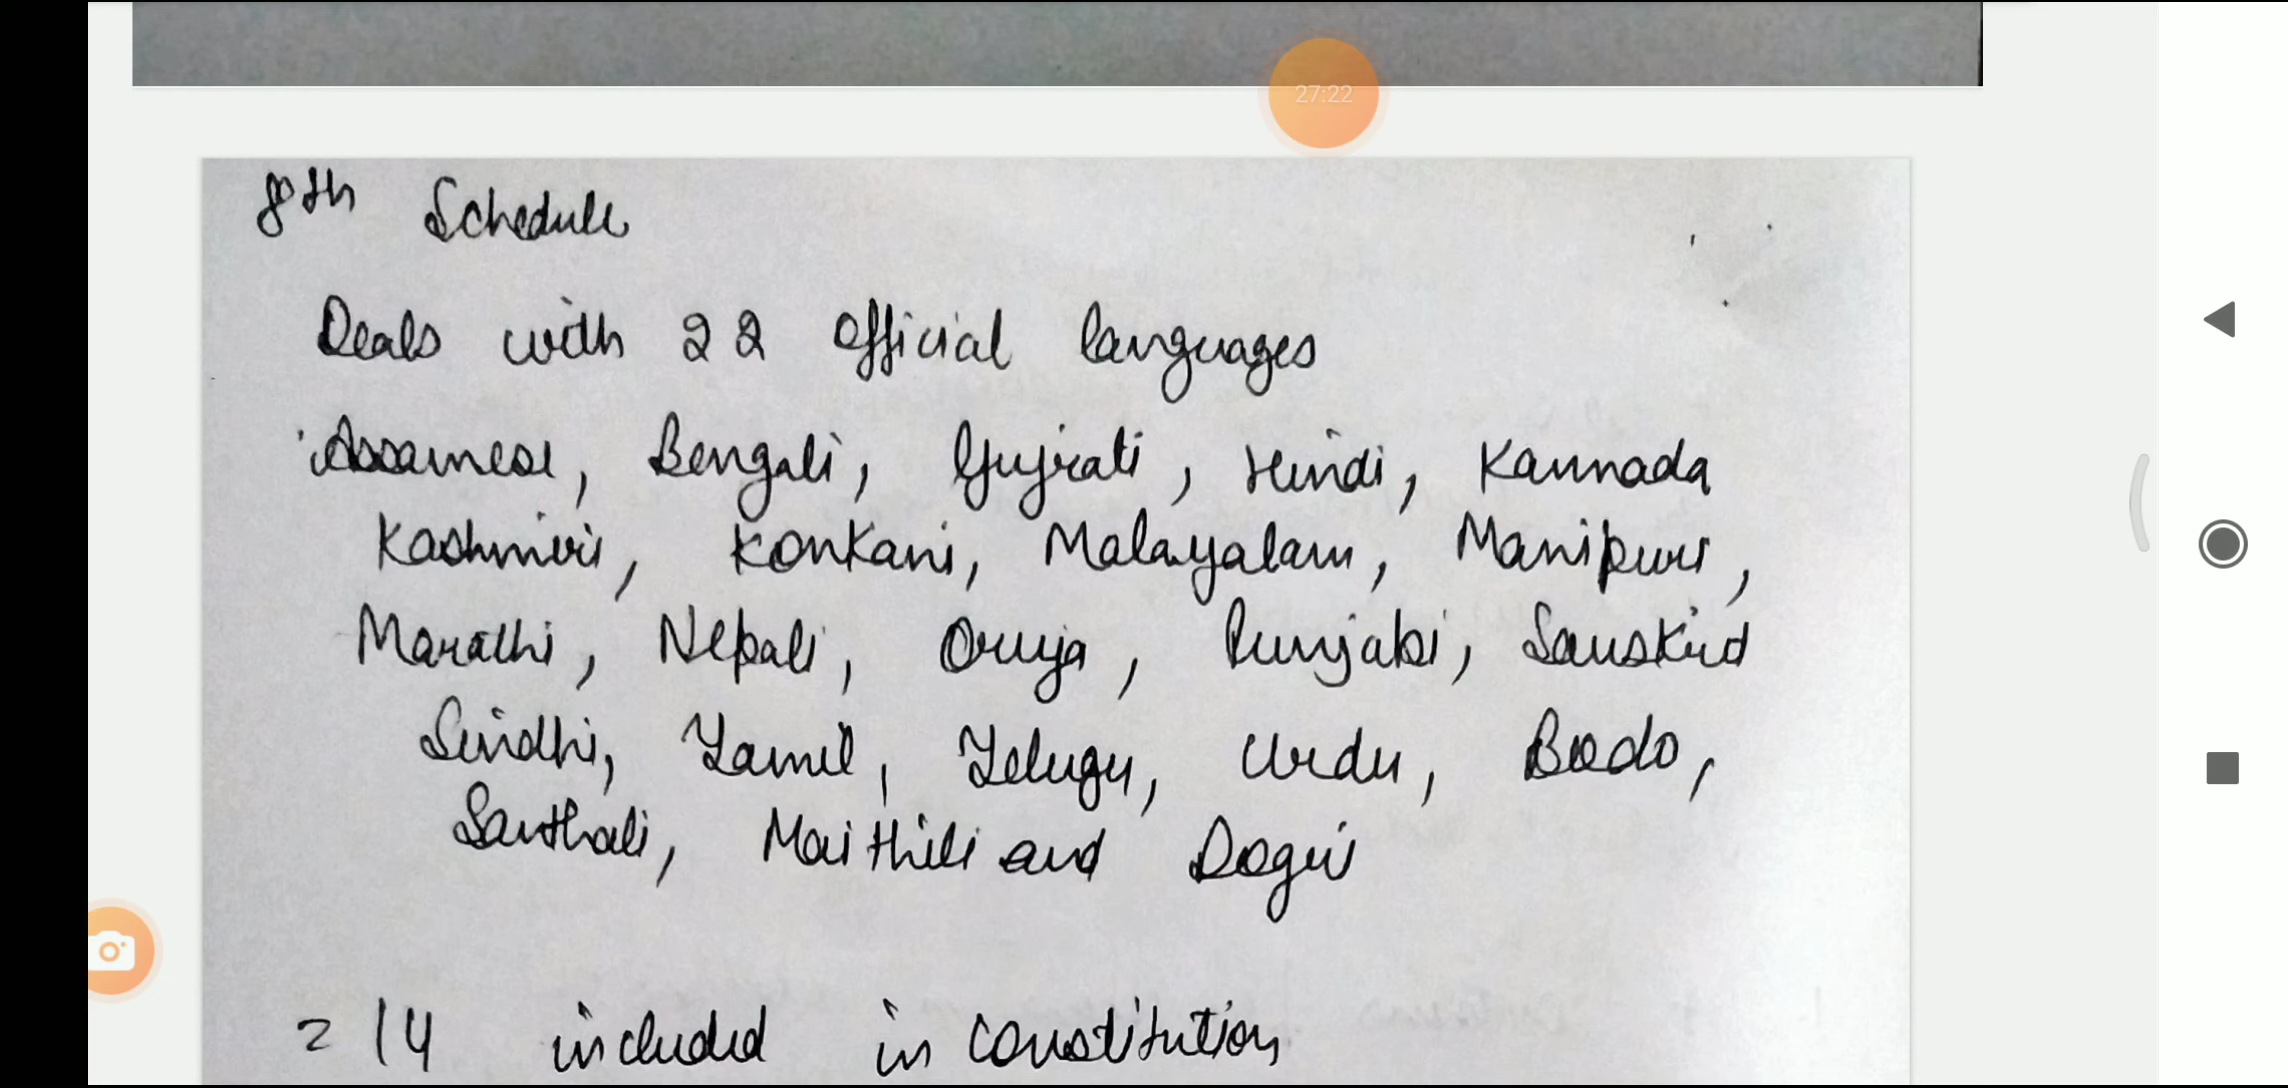 27:22
8th Schedule
Deals with 22 Official languages
Assamese, Bengali, Gujrati, Hindi, Kannada
Kashmiri, Konkani, Malayalam, Manipuri,
Marathi, Nepali, Oriya, Punjabi, Sanskrit
Sindhi, Tamil, Telugu, Urdu, Bodo,
Santhali, Maithili and Dogri
= 14 included in constitution